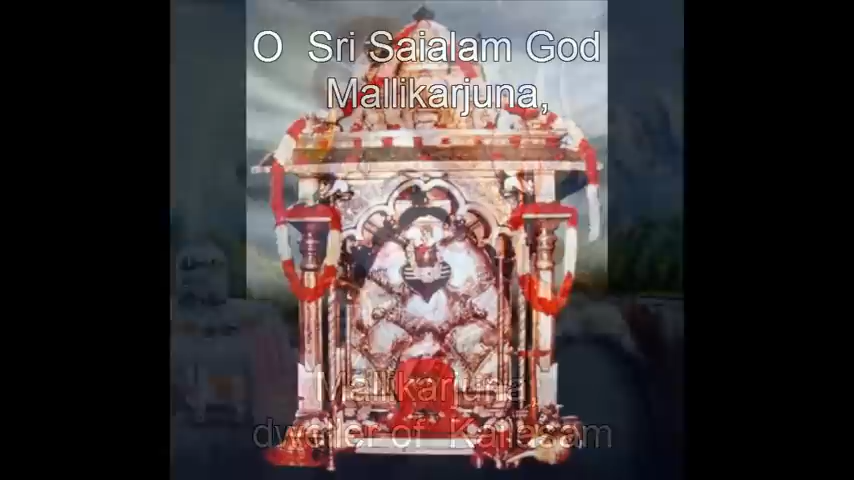 O Sri Saialam God
Mallikarjuna,
Mallikarjuna
dweller of Kailasam